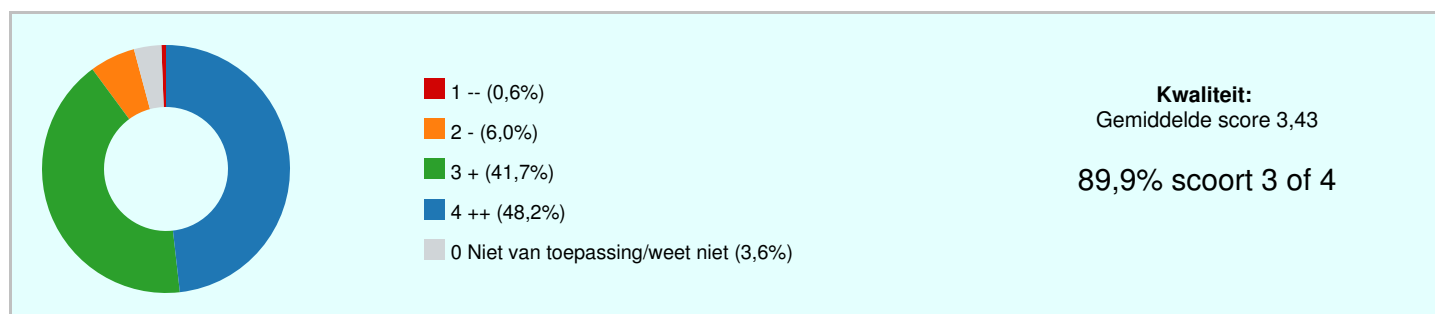 1 -- (0,6%)
2 - (6,0%)
3 + (41,7%)
4 ++ (48,2%)
0 Niet van toepassing/weet niet (3,6%)
Kwaliteit:
Gemiddelde score 3,43
89,9% scoort 3 of 4